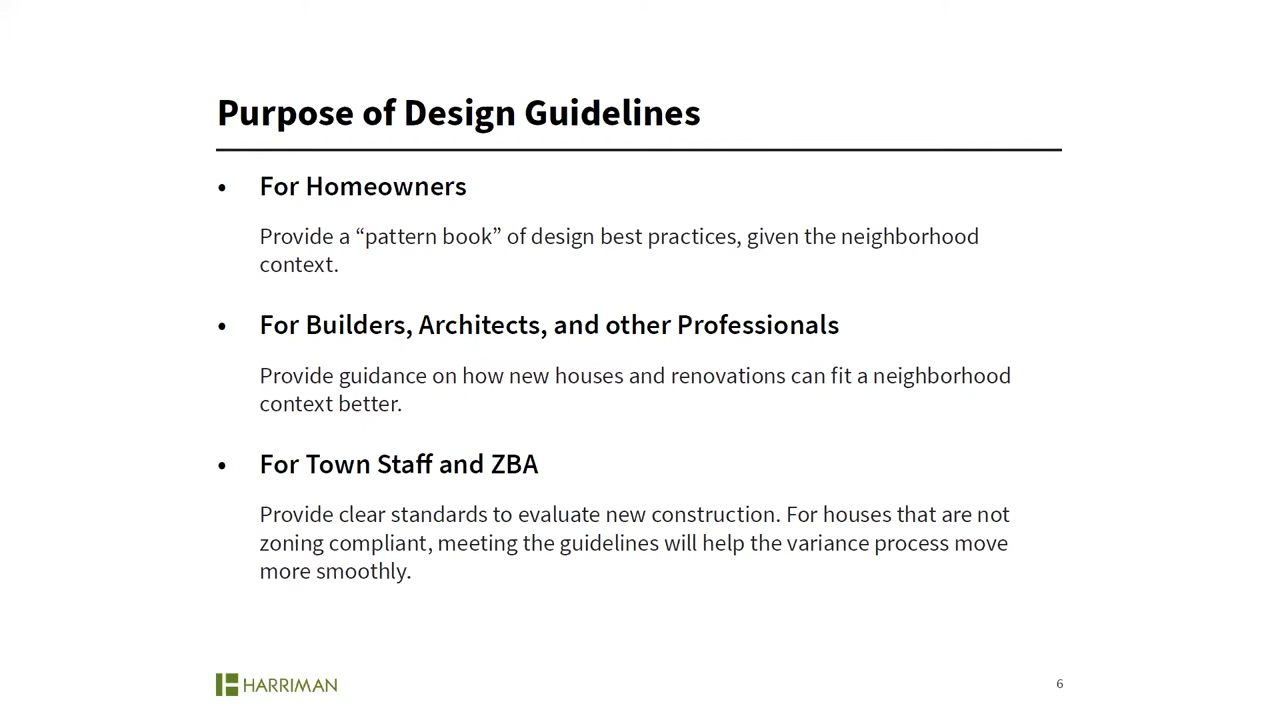 Purpose of Design Guidelines
• For Homeowners
Provide a “pattern book” of design best practices, given the neighborhood
context.
• For Builders, Architects, and other Professionals
Provide guidance on how new houses and renovations can fit a neighborhood
context better.
• For Town Staff and ZBA
Provide clear standards to evaluate new construction. For houses that are not
zoning compliant, meeting the guidelines will help the variance process move
more smoothly.
HARRIMAN
6